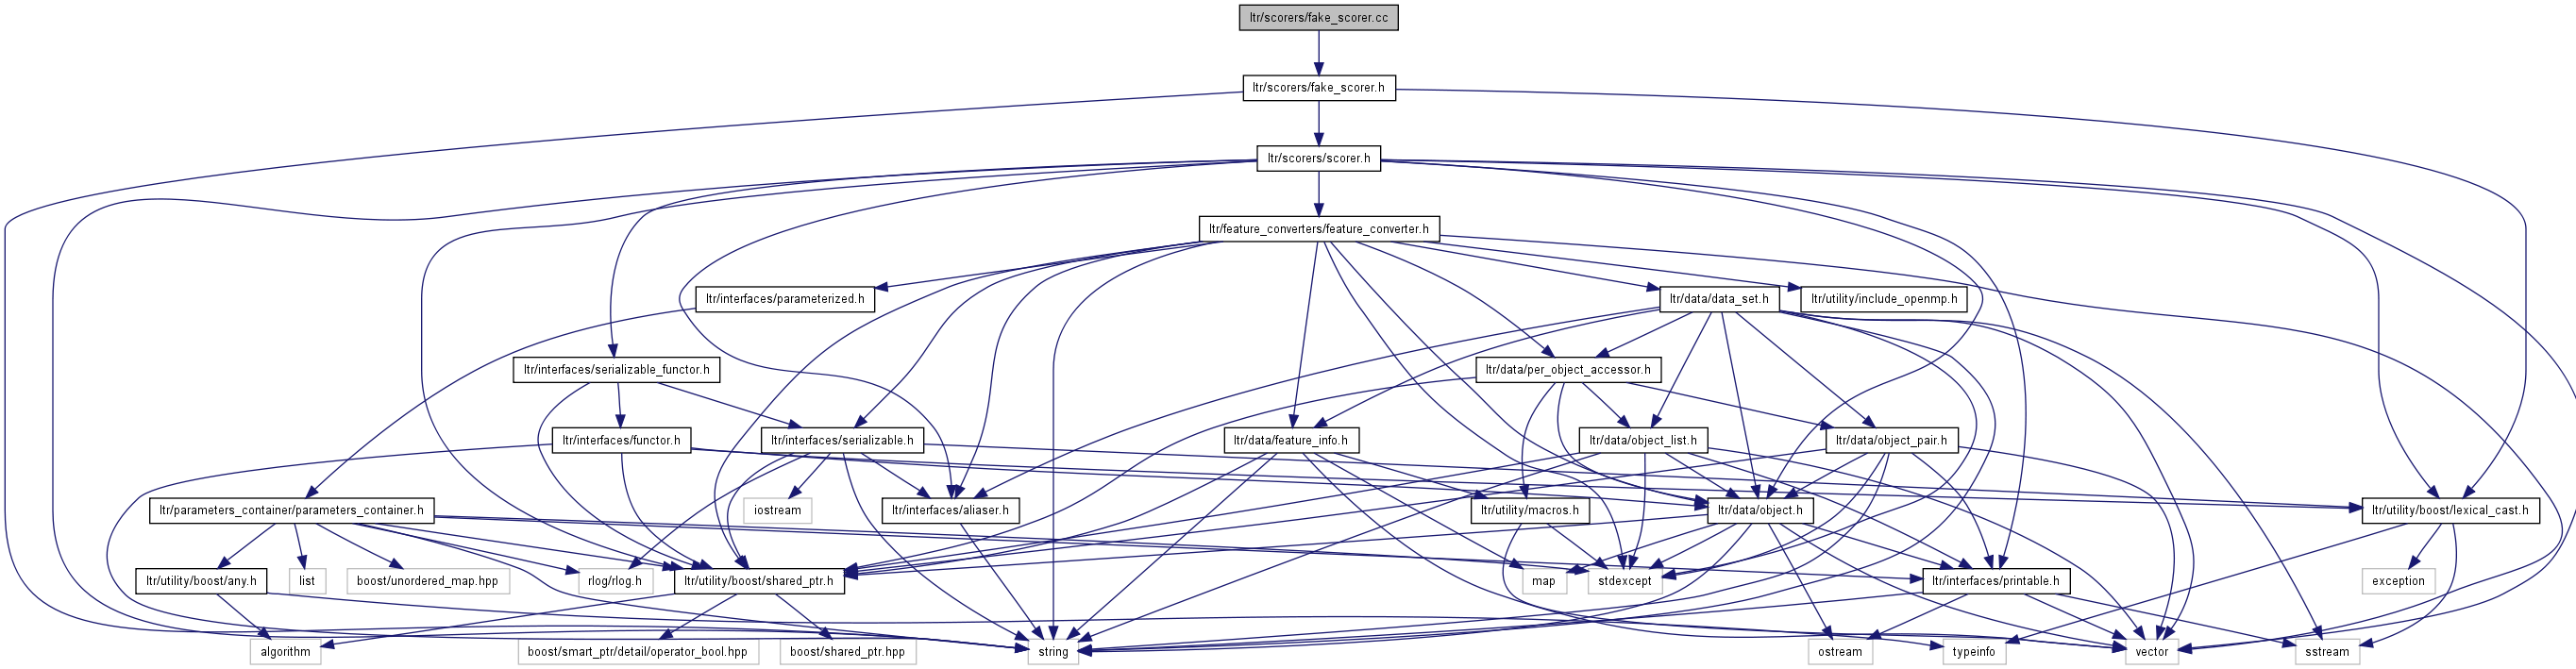 ltr/scorers/fake_scorer.cc
ltr/scorers/fake_scorer.h
ltr/scorers/scorer.h
ltr/feature_converters/feature_converter.h
ltr/interfaces/parameterized.h
ltr/data/data_set.h
ltr/utility/include_openmp.h
ltr/interfaces/serializable_functor.h
ltr/data/per_object_accessor.h
ltr/interfaces/functor.h
ltr/interfaces/serializable.h
ltr/data/feature_info.h
ltr/data/object_list.h
ltr/data/object_pair.h
ltr/parameters_container/parameters_container.h
iostream
ltr/interfaces/aliaser.h
ltr/utility/macros.h
ltr/data/object.h
ltr/utility/boost/lexical_cast.h
ltr/utility/boost/any.h
list
boost/unordered_map.hpp
rlog/rlog.h
ltr/utility/boost/shared_ptr.h
map
stdexcept
ltr/interfaces/printable.h
exception
algorithm
boost/smart_ptr/detail/operator_bool.hpp
boost/shared_ptr.hpp
string
ostream
typeinfo
vector
sstream